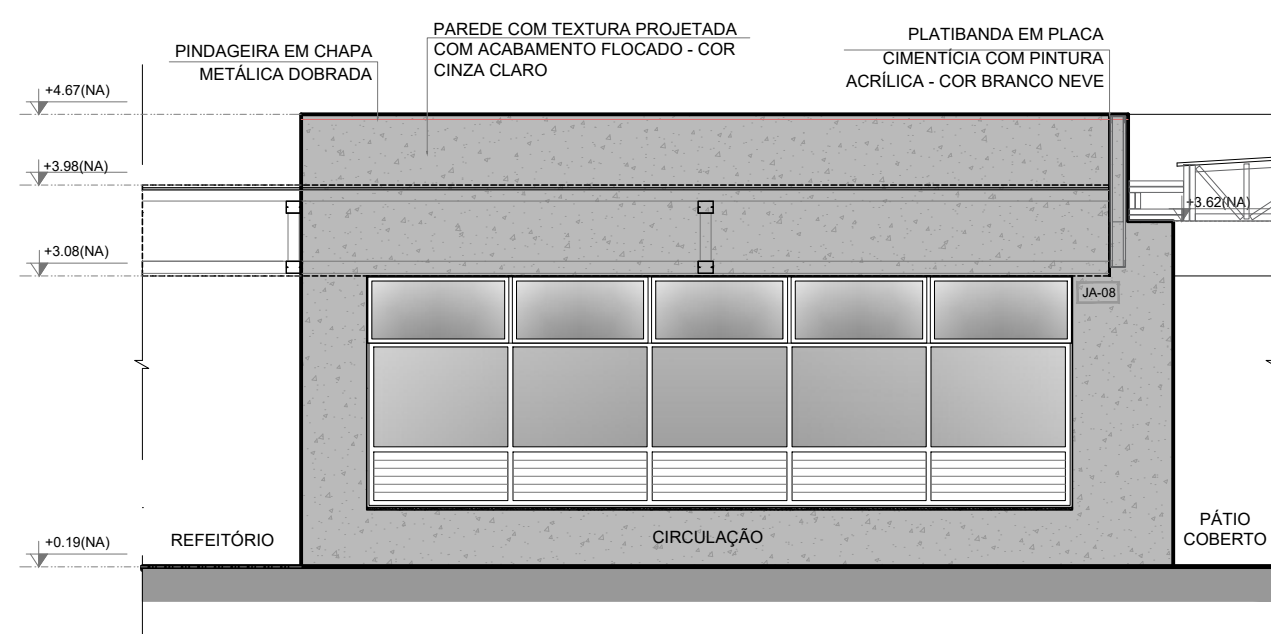 PINDAGEIRA EM CHAPA
METÁLICA DOBRADA
PAREDE COM TEXTURA PROJETADA
COM ACABAMENTO FLOCADO - COR
CINZA CLARO
PLATIBANDA EM PLACA
CIMENTÍCIA COM PINTURA
ACRÍLICA - COR BRANCO NEVE
+4.67(NA)
+3.98(NA)
+3.62(NA)
+3.08(NA)
JA-08
+0.19(NA)
REFEITÓRIO
CIRCULAÇÃO
PÁTIO
COBERTO